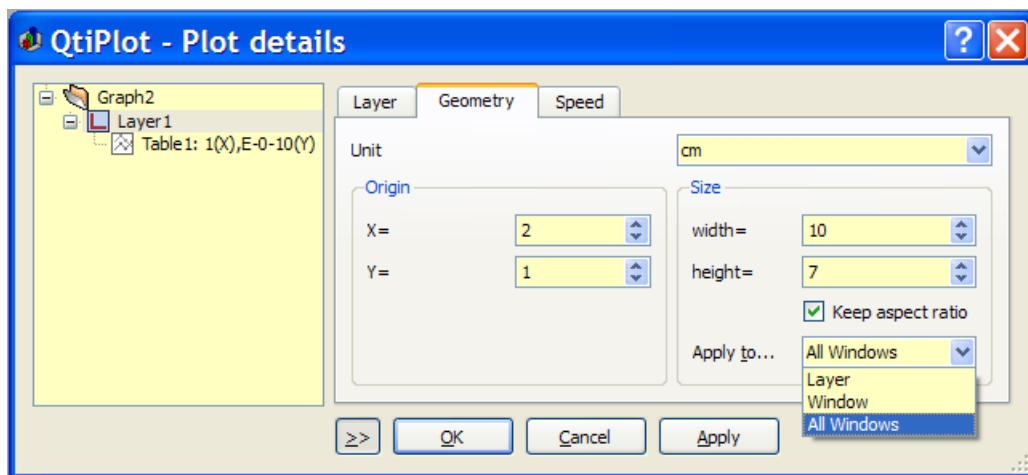 QtiPlot - Plot details
Graph2
Layer1
Table1: 1(X),E-0-10(Y)
Layer Geometry Speed
Unit cm
Origin Size
X= 2 width= 10
Y= 1 height= 7
Keep aspect ratio
Apply to... All Windows
Layer
Window
All Windows
>> OK Cancel Apply